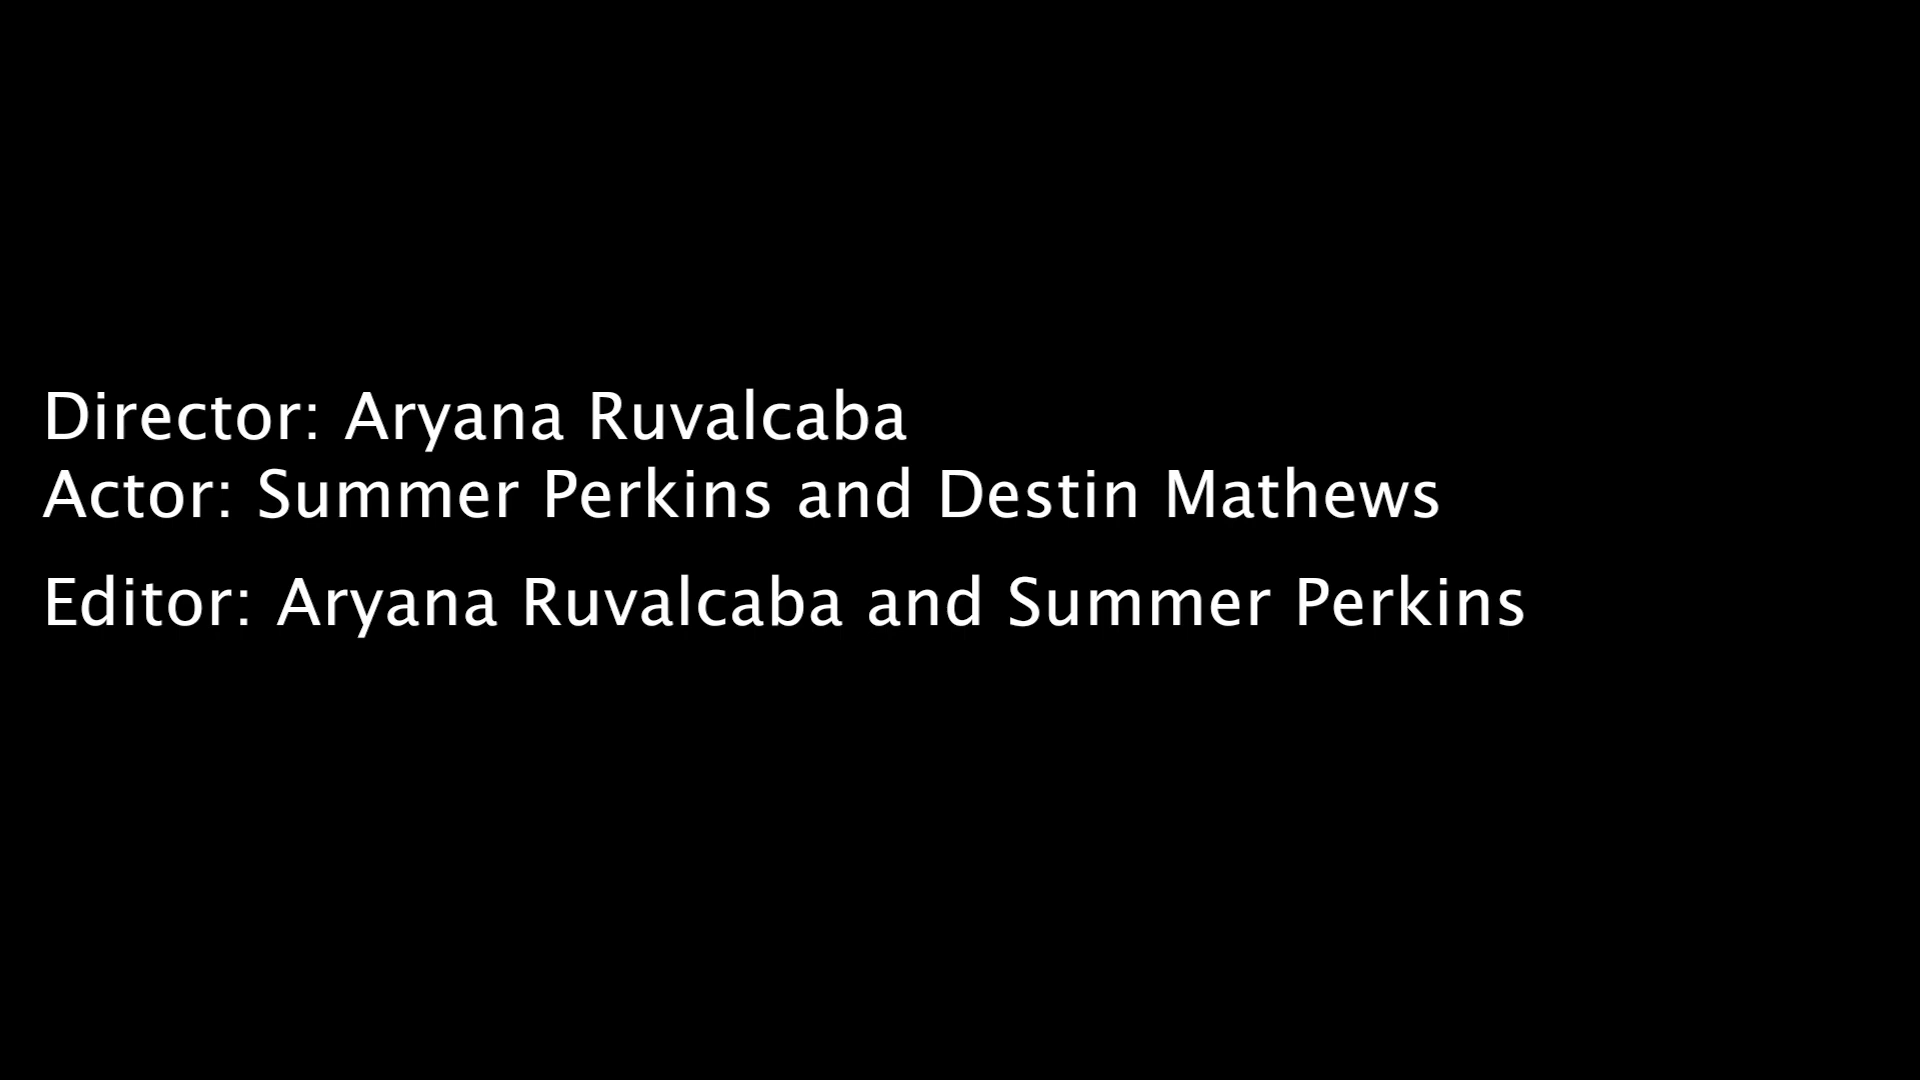 Director: Aryana Ruvalcaba
Actor: Summer Perkins and Destin Mathews
Editor: Aryana Ruvalcaba and Summer Perkins